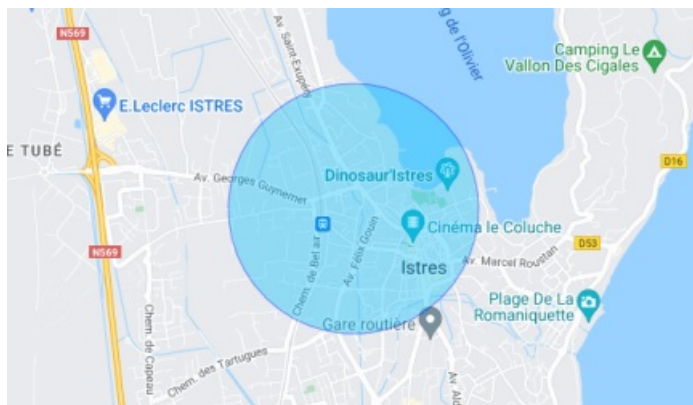 N569
Av. Saint-Exupéry
g de l'Olivier
Camping Le
Vallon Des Cigales
E.Leclerc ISTRES
E TUBÉ
Av. Georges Guynemer
Dinosaur'Istres
D16
Cinéma le Coluche
N569
Chem. de Bel air
Av. Félix Gouin
D53
Av. Marcel Roustan
Istres
Plage De La
Romaniquette
Gare routière
Chem. de Capeau
Chem. des Tartugues
Av. Ald